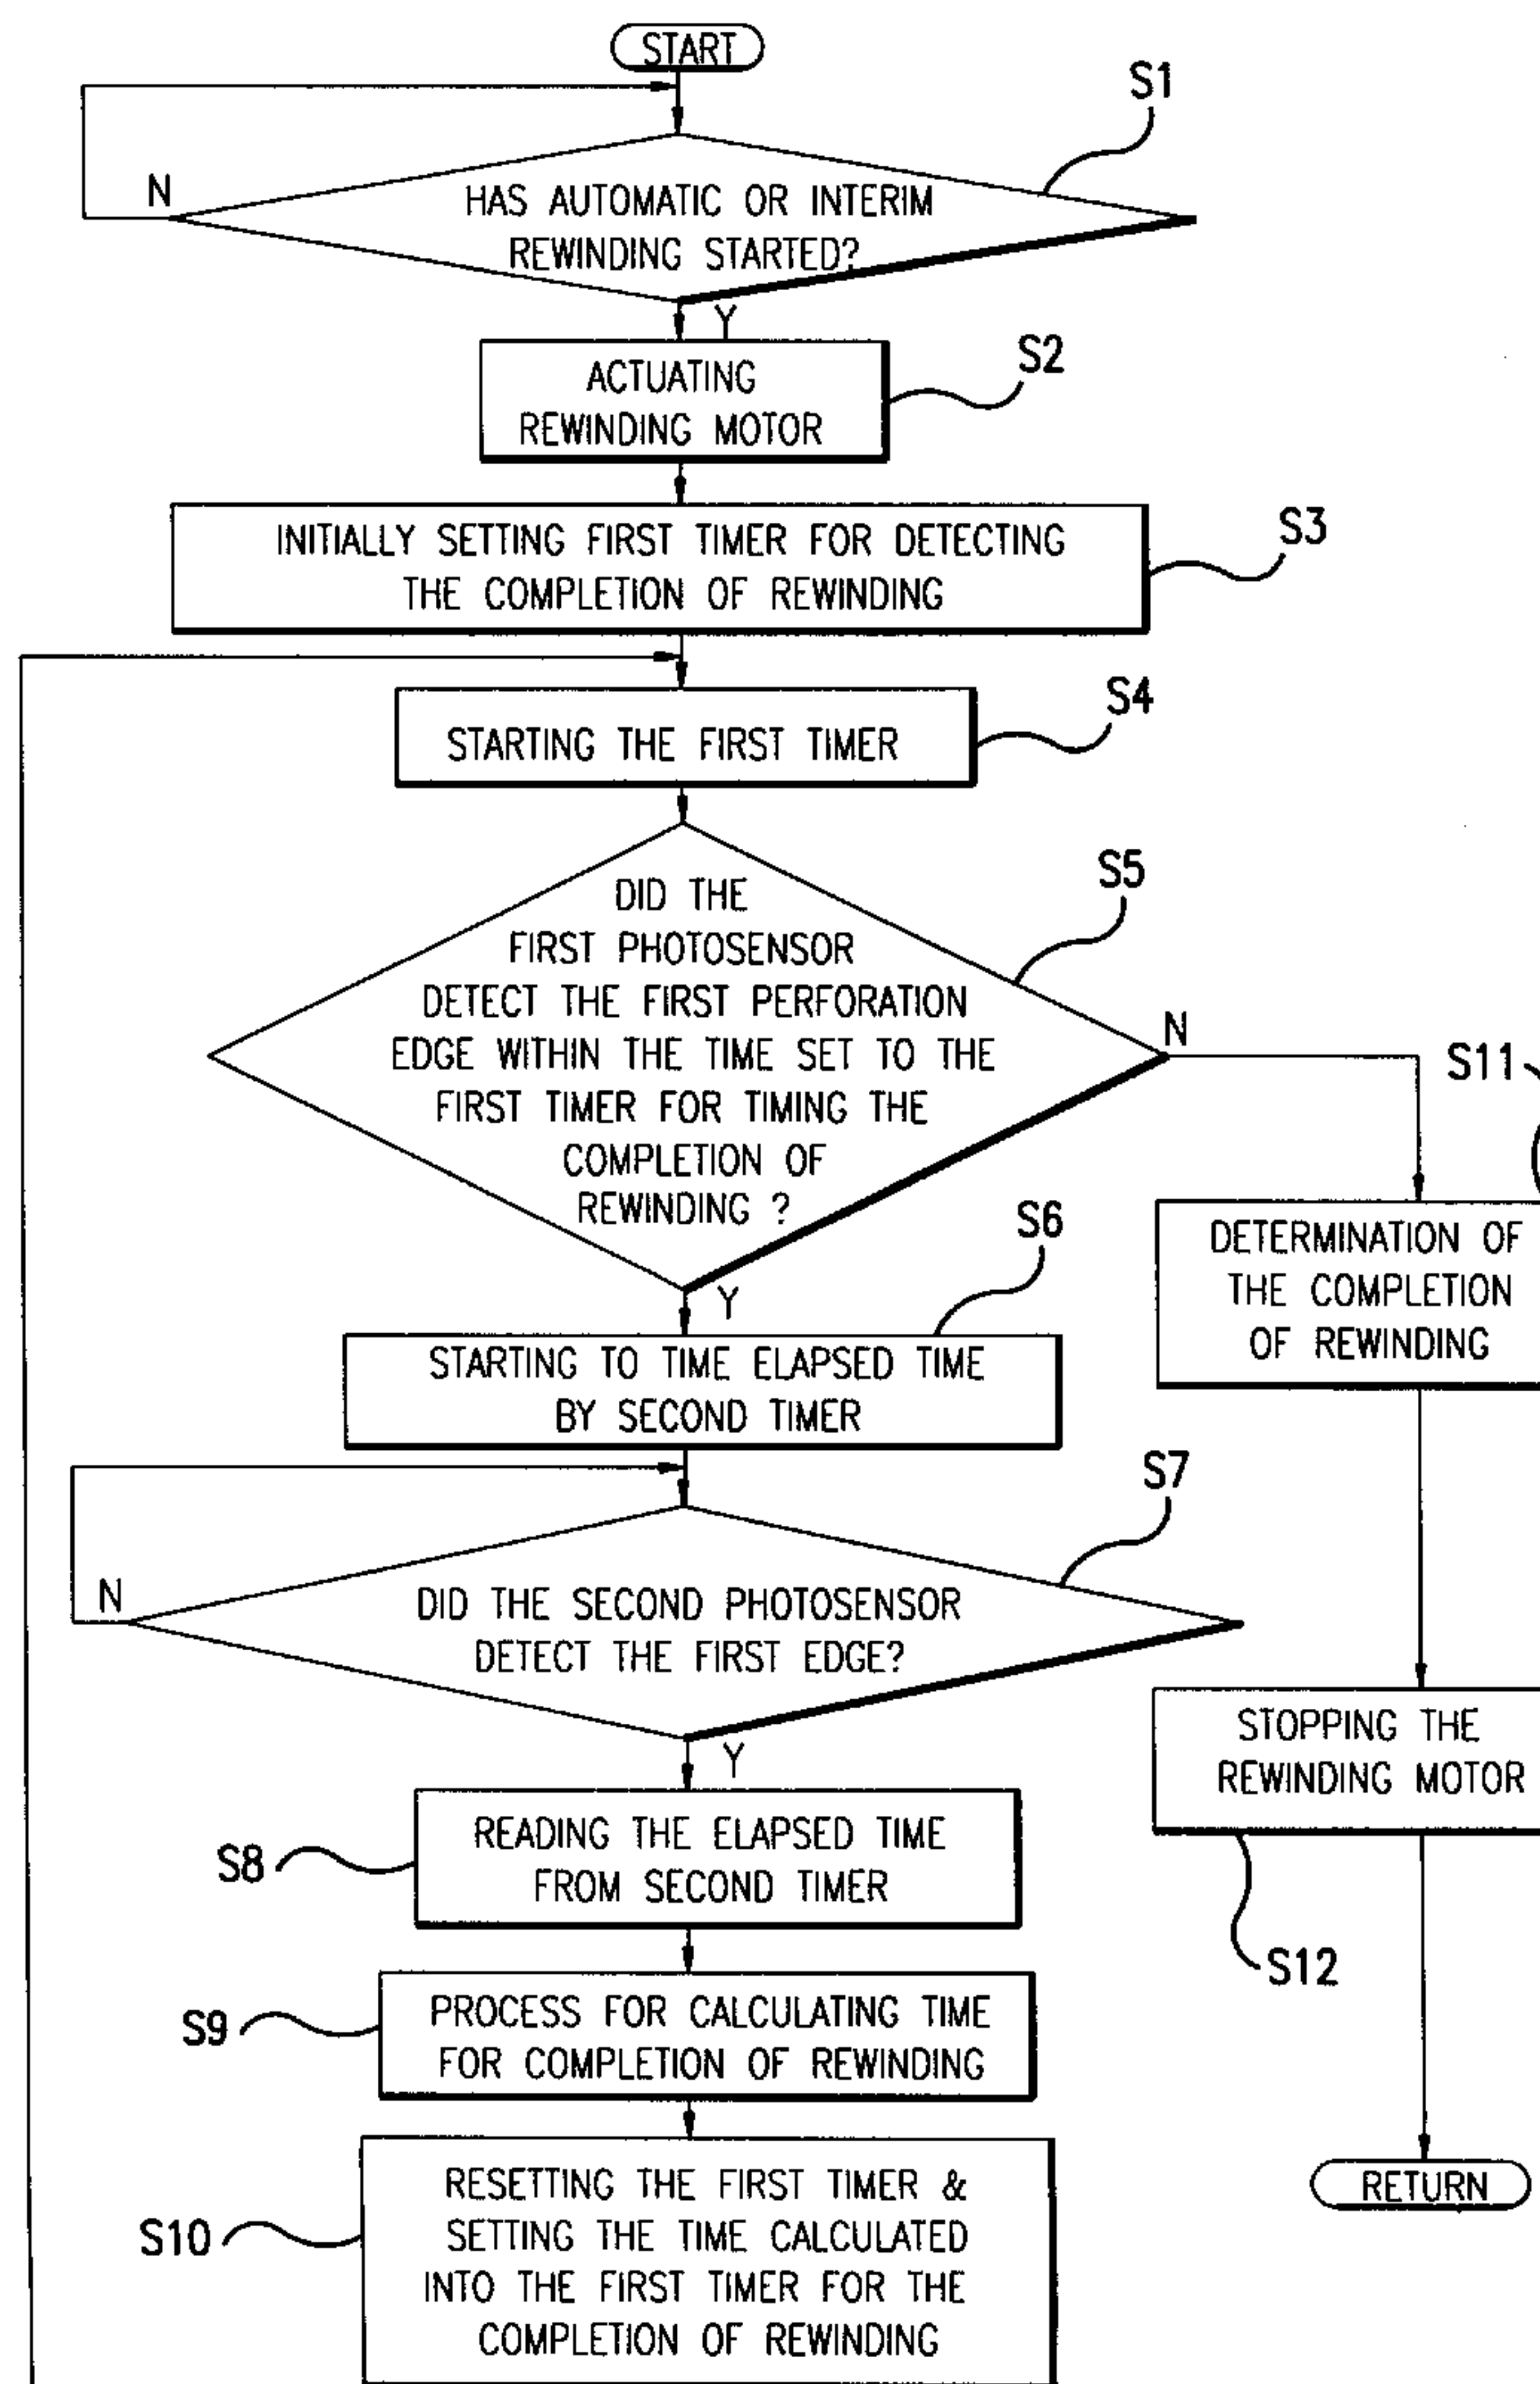 START
S1
N
HAS AUTOMATIC OR INTERIM
REWINDING STARTED?
Y
S2
ACTUATING
REWINDING MOTOR
S3
INITIALLY SETTING FIRST TIMER FOR DETECTING
THE COMPLETION OF REWINDING
S4
STARTING THE FIRST TIMER
S5
DID THE
FIRST PHOTOSENSOR
DETECT THE FIRST PERFORATION
EDGE WITHIN THE TIME SET TO THE
FIRST TIMER FOR TIMING THE
COMPLETION OF
REWINDING ?
N
Y
S11
DETERMINATION OF
THE COMPLETION
OF REWINDING
S6
STARTING TO TIME ELAPSED TIME
BY SECOND TIMER
S7
N
DID THE SECOND PHOTOSENSOR
DETECT THE FIRST EDGE?
Y
STOPPING THE
REWINDING MOTOR
S12
S8
READING THE ELAPSED TIME
FROM SECOND TIMER
S9
PROCESS FOR CALCULATING TIME
FOR COMPLETION OF REWINDING
S10
RESETTING THE FIRST TIMER &
SETTING THE TIME CALCULATED
INTO THE FIRST TIMER FOR THE
COMPLETION OF REWINDING
RETURN